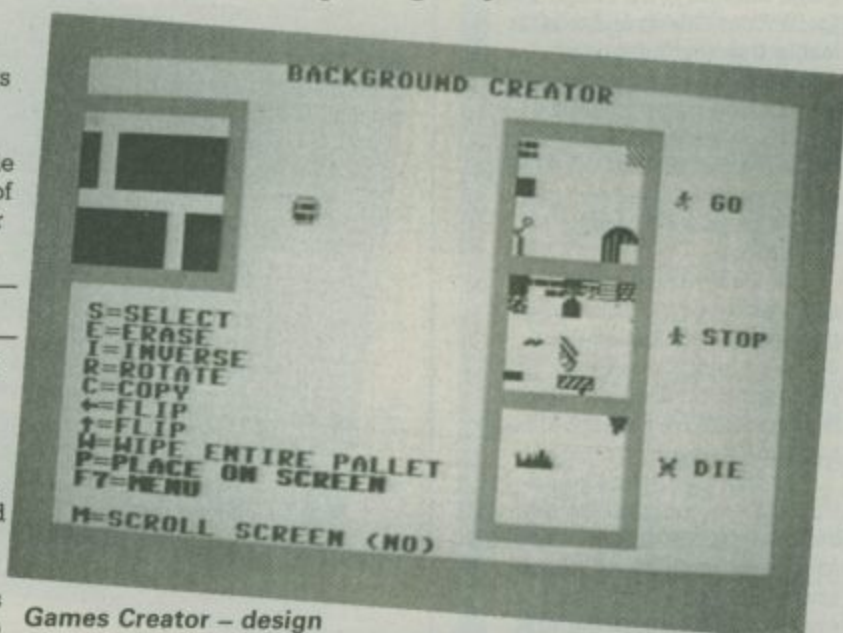 BACKGROUND CREATOR
GO
STOP
DIE
S=SELECT
E=ERASE
I=INVERSE
R=ROTATE
C=COPY
←=FLIP
↑=FLIP
W=WIPE ENTIRE PALLET
P=PLACE ON SCREEN
F7=MENU
M=SCROLL SCREEN (NO)
Games Creator – design